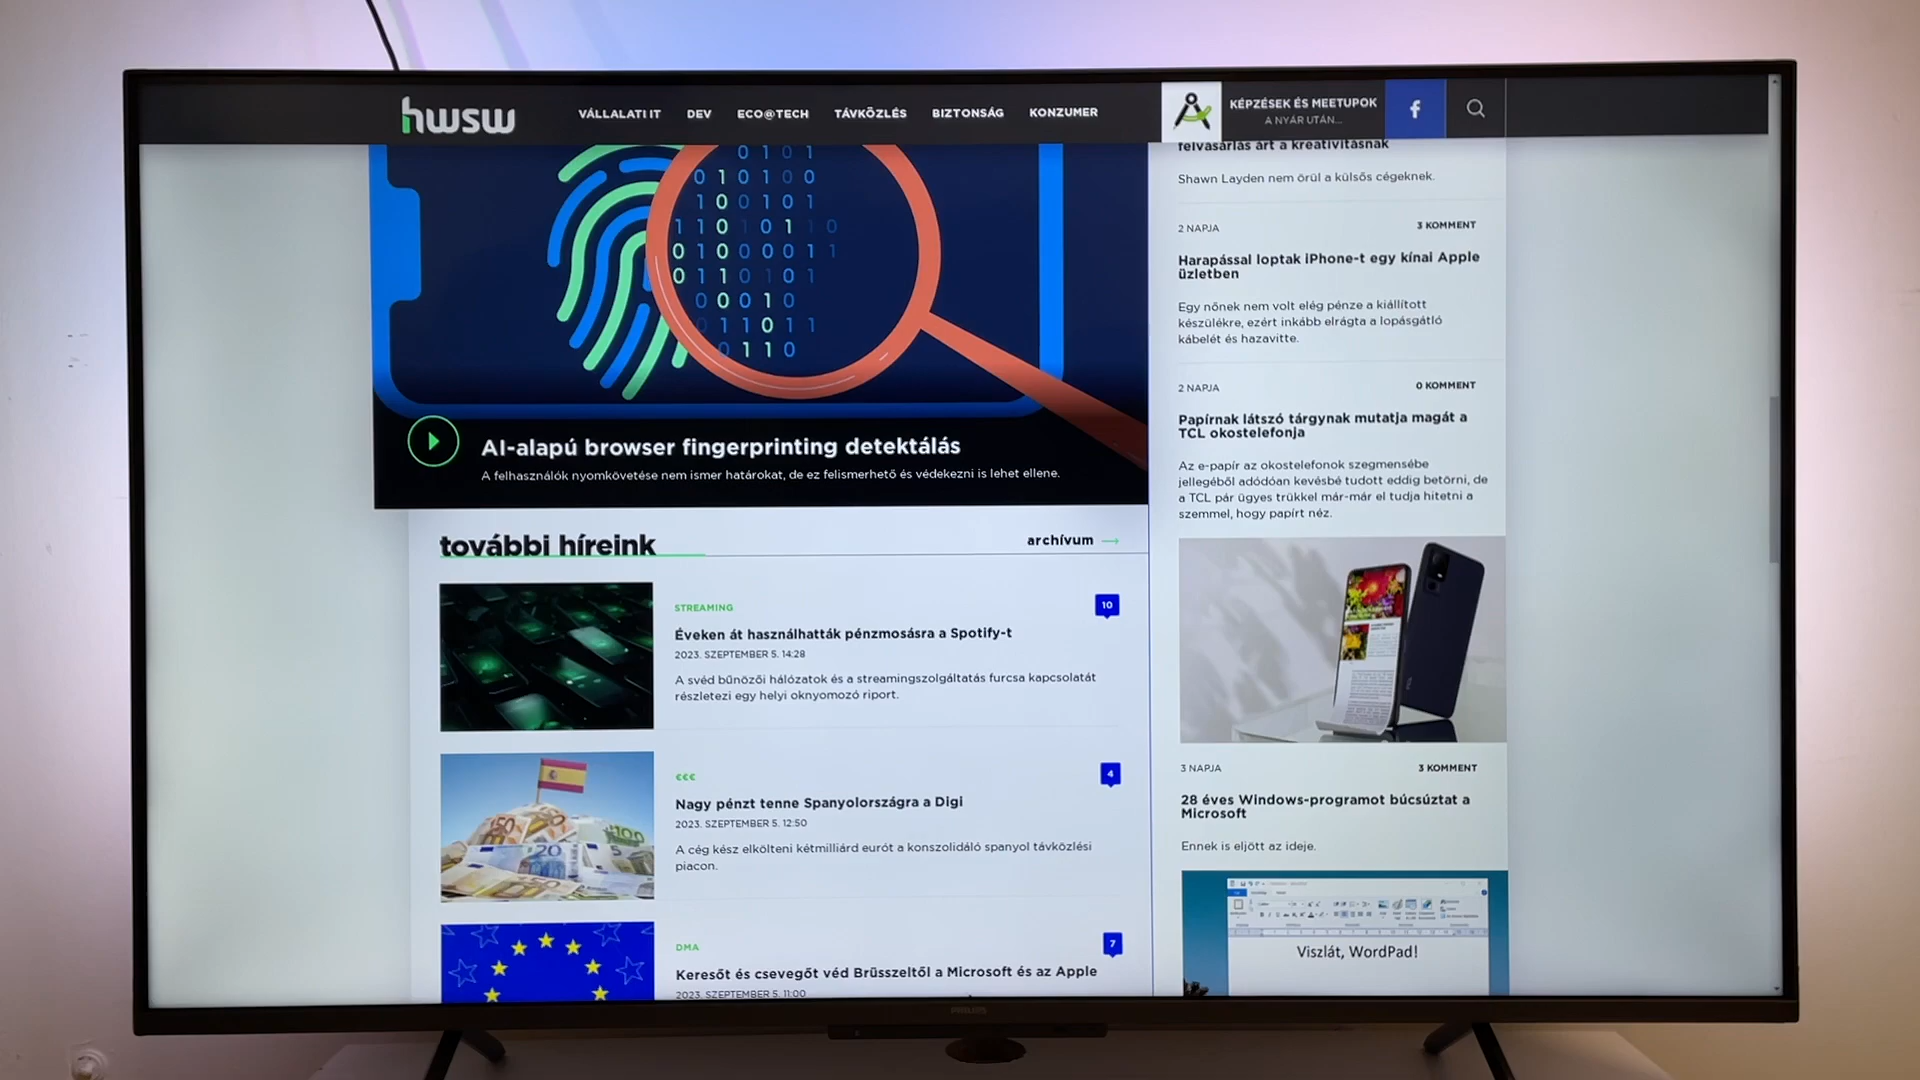 hwsw
VÁLLALATI IT DEV ECO@TECH TÁVKÖZLÉS BIZTONSÁG KONZUMER
KÉPZÉSEK ÉS MEETUPOK
A NYÁR UTÁN...
f
AI-alapú browser fingerprinting detektálás
A felhasználók nyomkövetése nem ismer határokat, de ez felismerhető és védekezni is lehet ellene.
további híreink
archívum
STREAMING
10
Éveken át használhatták pénzmosásra a Spotify-t
2023. SZEPTEMBER 5. 14:28
A svéd bűnözői hálózatok és a streamingszolgáltatás furcsa kapcsolatát
részletezi egy helyi oknyomozó riport.
€€€
4
Nagy pénzt tenne Spanyolországra a Digi
2023. SZEPTEMBER 5. 12:50
A cég kész elkölteni kétmilliárd eurót a konszolidáló spanyol távközlési
piacon.
DMA
7
Keresőt és csevegőt véd Brüsszeltől a Microsoft és az Apple
2023. SZEPTEMBER 5. 11:00
felvásárlás árt a kreativitásnak
Shawn Layden nem örül a külsős cégeknek.
2 NAPJA
3 KOMMENT
Harapással loptak iPhone-t egy kínai Apple
üzletben
Egy nőnek nem volt elég pénze a kiállított
készülékre, ezért inkább elrágta a lopásgátló
kábelét és hazavitte.
2 NAPJA
0 KOMMENT
Papírnak látszó tárgynak mutatja magát a
TCL okostelefonja
Az e-papír az okostelefonok szegmensébe
jellegéből adódóan kevésbé tudott eddig betörni, de
a TCL pár ügyes trükkel már-már el tudja hitetni a
szemmel, hogy papírt néz.
3 NAPJA
3 KOMMENT
28 éves Windows-programot búcsúztat a
Microsoft
Ennek is eljött az ideje.
Viszlát, WordPad!
PHILIPS